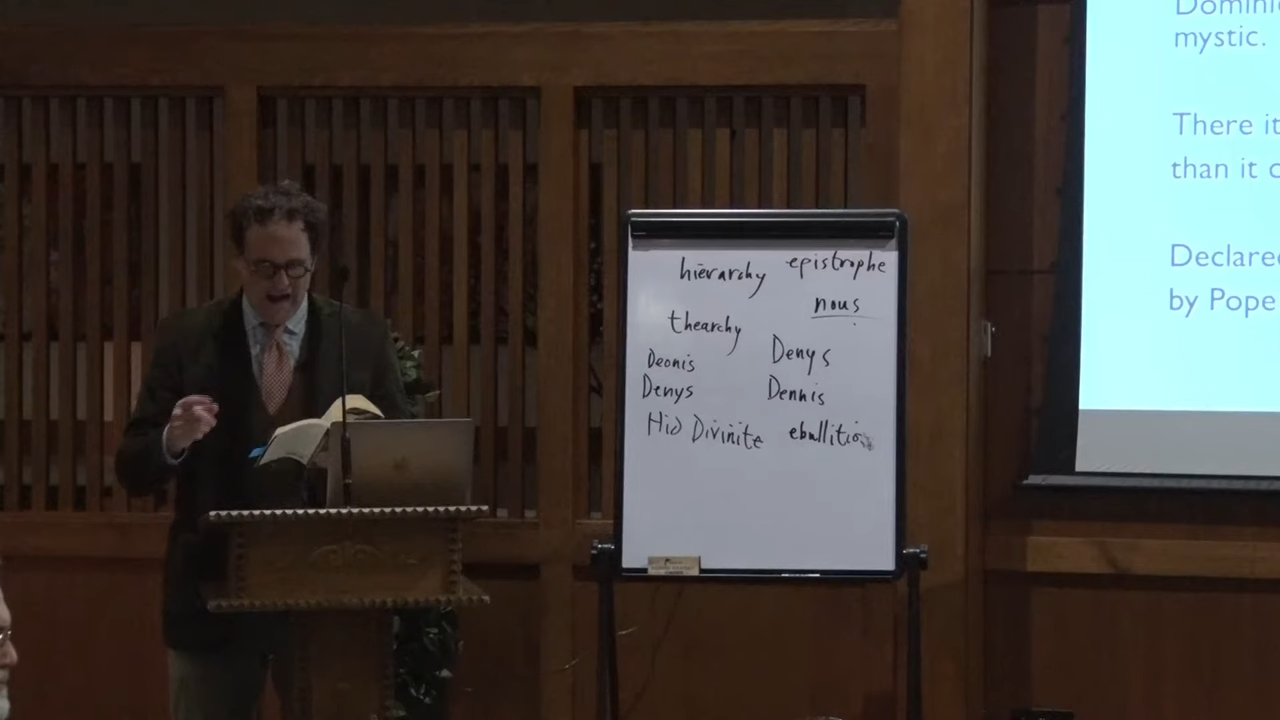 hierarchy epistrophe
nous
thearchy
Deonis Denys
Denys Dennis
Hid Divinite ebullition
Domini
mystic.
There it
than it
Declare
by Pope